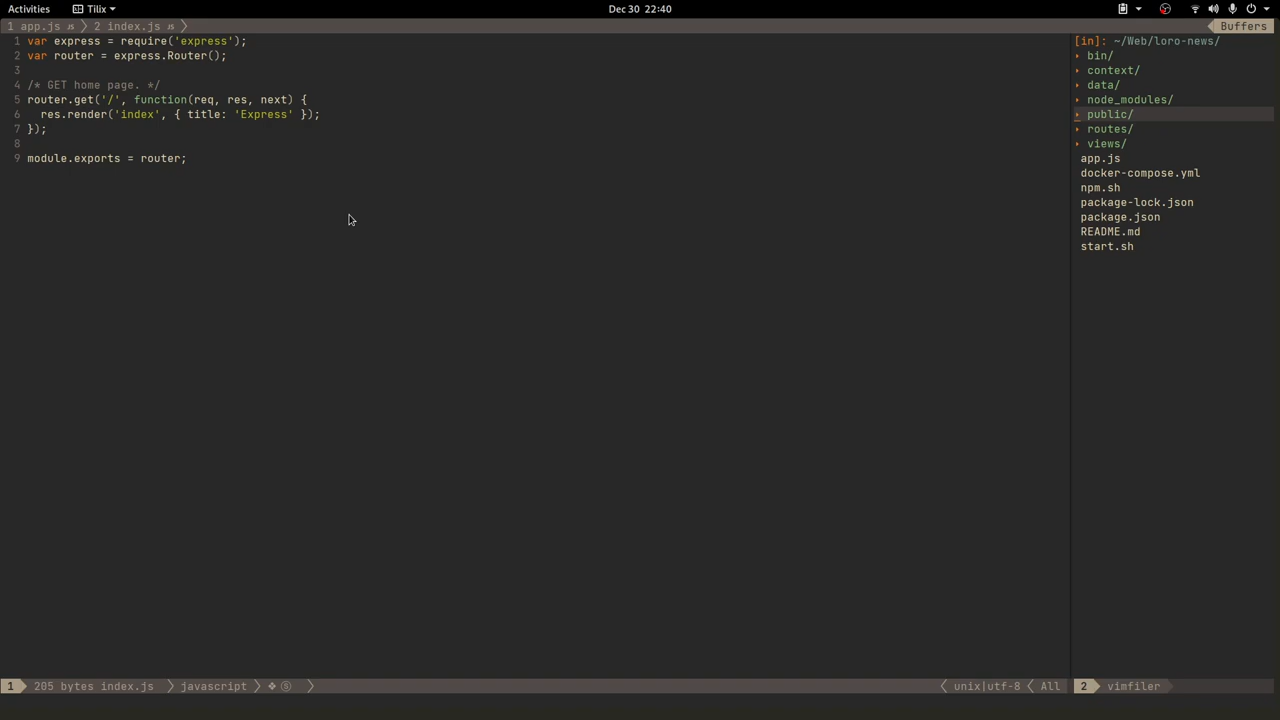 Activities Tilix Dec 30 22:40
1 app.js 2 index.js Buffers
1 var express = require('express');
2 var router = express.Router();
3
4 /* GET home page. */
5 router.get('/', function(req, res, next) {
6 res.render('index', { title: 'Express' });
7 });
8
9 module.exports = router;
[in]: ~/Web/loro-news/
bin/
context/
data/
node_modules/
public/
routes/
views/
app.js
docker-compose.yml
npm.sh
package-lock.json
package.json
README.md
start.sh
1 205 bytes index.js javascript ❖ Ⓢ unix|utf-8 All
2 vimfiler